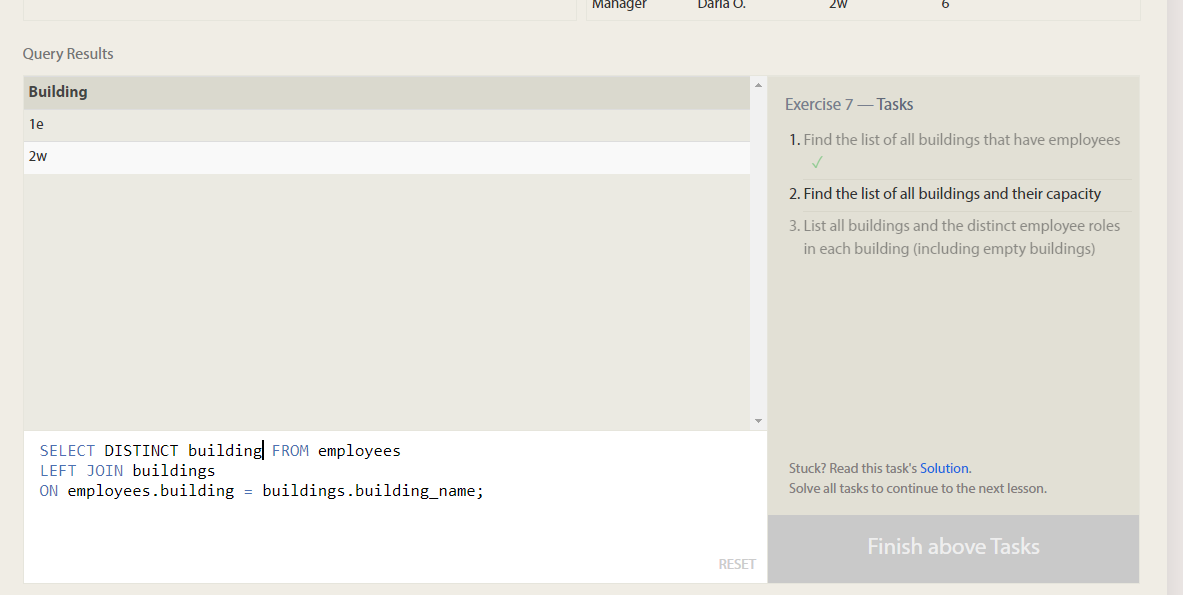 Manager Daria O. 2w 6
Query Results
Building
1e
2w
Exercise 7 — Tasks
1. Find the list of all buildings that have employees
✓
2. Find the list of all buildings and their capacity
3. List all buildings and the distinct employee roles
in each building (including empty buildings)
SELECT DISTINCT building FROM employees
LEFT JOIN buildings
ON employees.building = buildings.building_name;
RESET
Stuck? Read this task's Solution.
Solve all tasks to continue to the next lesson.
Finish above Tasks